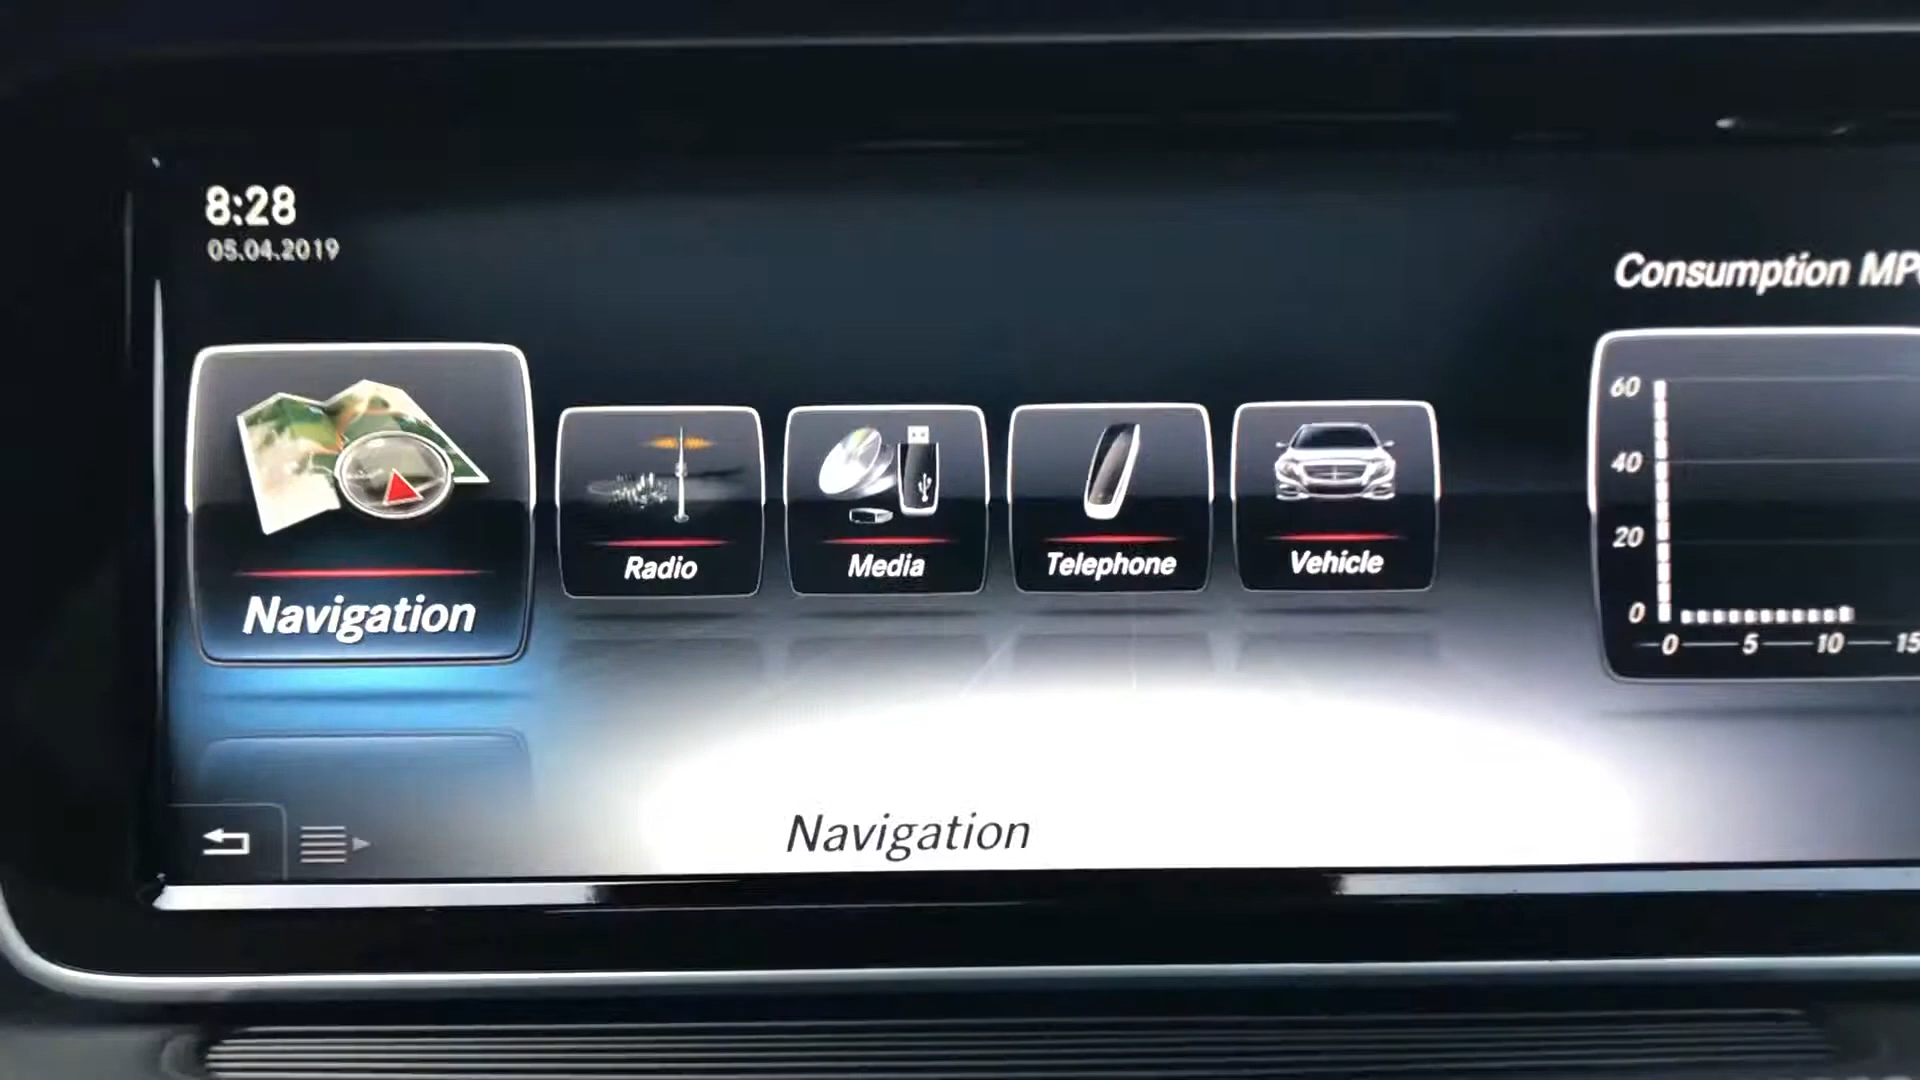 8:28
05.04.2019
Consumption MP
60
40
20
0
0 5 10 15
Navigation
Radio
Media
Telephone
Vehicle
Navigation